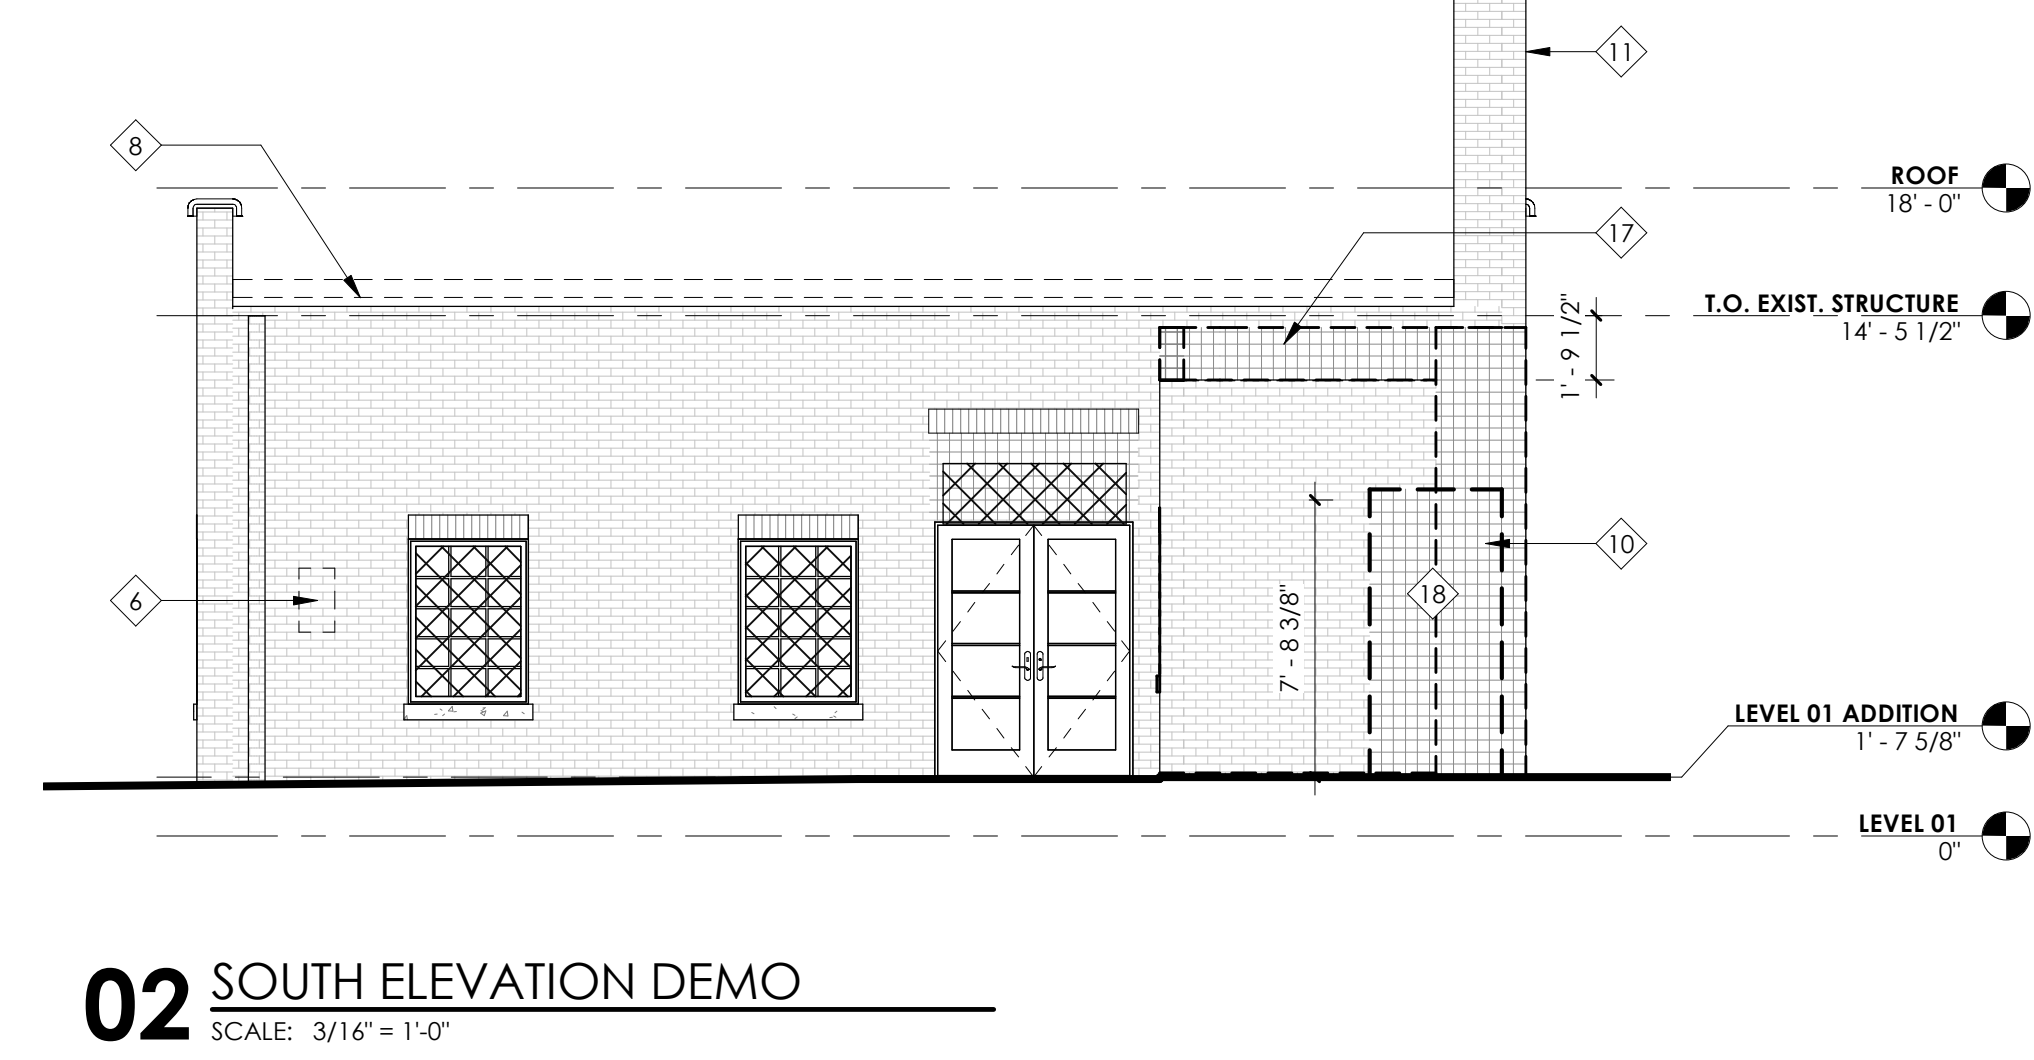 11
8
ROOF
18' - 0"
17
1' - 9 1/2"
T.O. EXIST. STRUCTURE
14' - 5 1/2"
10
18
6
7' - 8 3/8"
LEVEL 01 ADDITION
1' - 7 5/8"
LEVEL 01
0"
02 SOUTH ELEVATION DEMO
SCALE: 3/16" = 1'-0"